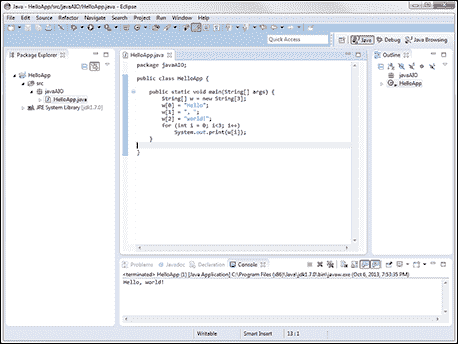 Java - HelloApp/src/javaAIO/HelloApp.java - Eclipse
File Edit Source Refactor Navigate Search Project Run Window Help
Quick Access
Java Debug Java Browsing
Package Explorer
HelloApp
src
javaAIO
HelloApp.java
JRE System Library [jdk1.7.0]
HelloApp.java
package javaAIO;
public class HelloApp {
public static void main(String[] args) {
String[] w = new String[3];
w[0] = "Hello";
w[1] = ", ";
w[2] = "world!";
for (int i = 0; i<3; i++)
System.out.print(w[i]);
}
}
Outline
javaAIO
HelloApp
Problems Javadoc Declaration Console
<terminated> HelloApp (1) [Java Application] C:\Program Files (x86)\Java\jdk1.7.0\bin\javaw.exe (Oct 6, 2013, 7:53:35 PM)
Hello, world!
Writable Smart Insert 13 : 1